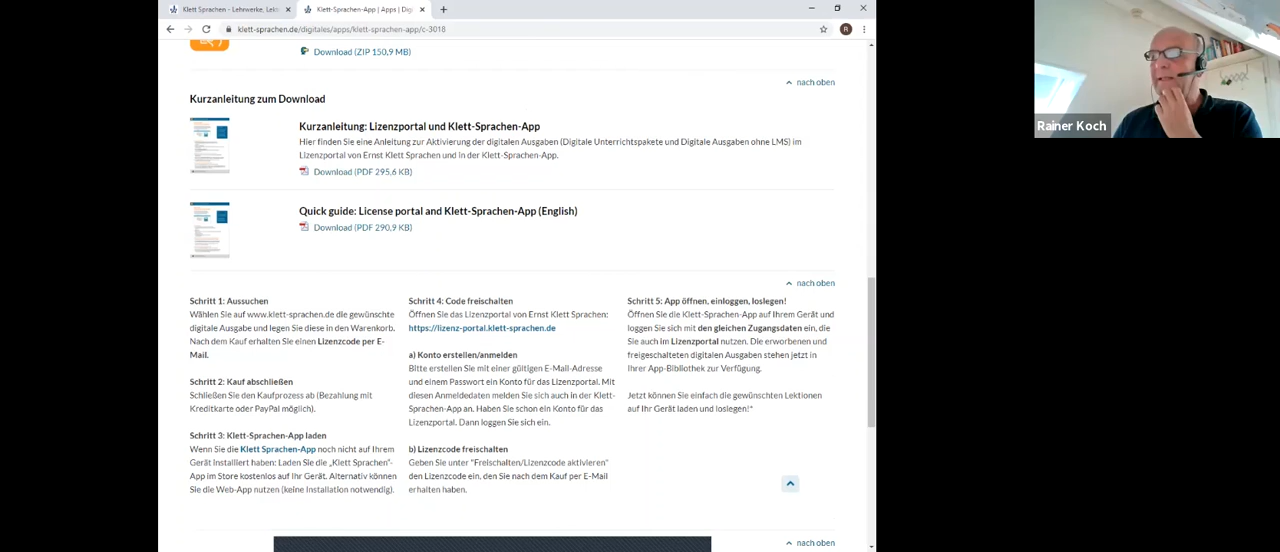 Klett Sprachen - Lehrwerke, Lekt
Klett-Sprachen-App | Apps | Dig
klett-sprachen.de/digitales/apps/klett-sprachen-app/c-3018
R
Download (ZIP 150,9 MB)
nach oben
Kurzanleitung zum Download
Kurzanleitung: Lizenzportal und Klett-Sprachen-App
Hier finden Sie eine Anleitung zur Aktivierung der digitalen Ausgaben (Digitale Unterrichtspakete und Digitale Ausgaben ohne LMS) im
Lizenzportal von Ernst Klett Sprachen und in der Klett-Sprachen-App.
Download (PDF 295,6 KB)
Quick guide: License portal and Klett-Sprachen-App (English)
Download (PDF 290,9 KB)
nach oben
Schritt 1: Aussuchen
Wählen Sie auf www.klett-sprachen.de die gewünschte
digitale Ausgabe und legen Sie diese in den Warenkorb.
Nach dem Kauf erhalten Sie einen Lizenzcode per E-
Mail.
Schritt 2: Kauf abschließen
Schließen Sie den Kaufprozess ab (Bezahlung mit
Kreditkarte oder PayPal möglich).
Schritt 3: Klett-Sprachen-App laden
Wenn Sie die Klett Sprachen-App noch nicht auf Ihrem
Gerät installiert haben: Laden Sie die „Klett Sprachen"-
App im Store kostenlos auf Ihr Gerät. Alternativ können
Sie die Web-App nutzen (keine Installation notwendig).
Schritt 4: Code freischalten
Öffnen Sie das Lizenzportal von Ernst Klett Sprachen:
https://lizenz-portal.klett-sprachen.de
a) Konto erstellen/anmelden
Bitte erstellen Sie mit einer gültigen E-Mail-Adresse
und einem Passwort ein Konto für das Lizenzportal. Mit
diesen Anmeldedaten melden Sie sich auch in der Klett-
Sprachen-App an. Haben Sie schon ein Konto für das
Lizenzportal. Dann loggen Sie sich ein.
b) Lizenzcode freischalten
Geben Sie unter "Freischalten/Lizenzcode aktivieren"
den Lizenzcode ein, den Sie nach dem Kauf per E-Mail
erhalten haben.
Schritt 5: App öffnen, einloggen, loslegen!
Öffnen Sie die Klett-Sprachen-App auf Ihrem Gerät und
loggen Sie sich mit den gleichen Zugangsdaten ein, die
Sie auch im Lizenzportal nutzen. Die erworbenen und
freigeschalteten digitalen Ausgaben stehen jetzt in
Ihrer App-Bibliothek zur Verfügung.
Jetzt können Sie einfach die gewünschten Lektionen
auf Ihr Gerät laden und loslegen!*
nach oben
Rainer Koch